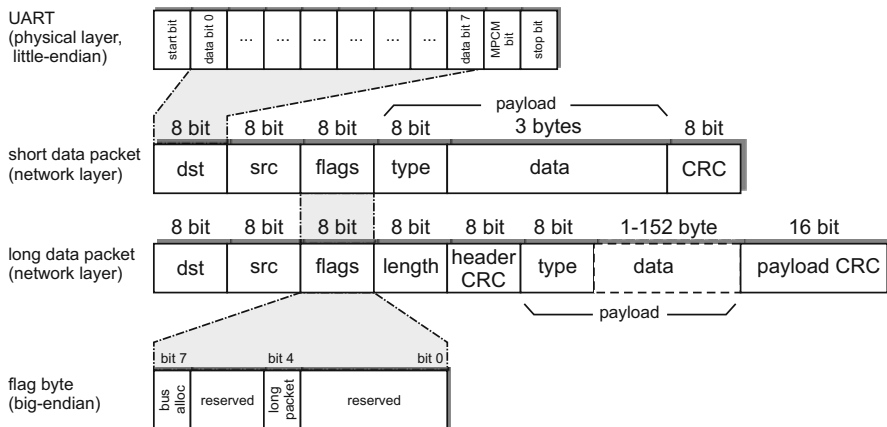 UART
(physical layer,
little-endian)
start bit
data bit 0
...
...
...
...
...
...
data bit 7
MPCM
bit
stop bit
payload
8 bit 8 bit 8 bit 8 bit 3 bytes 8 bit
short data packet
(network layer)
dst src flags type data CRC
8 bit 8 bit 8 bit 8 bit 8 bit 8 bit 1-152 byte 16 bit
long data packet
(network layer)
dst src flags length header
CRC type data payload CRC
payload
bit 7 bit 4 bit 0
flag byte
(big-endian)
bus
alloc
reserved
long
packet
reserved